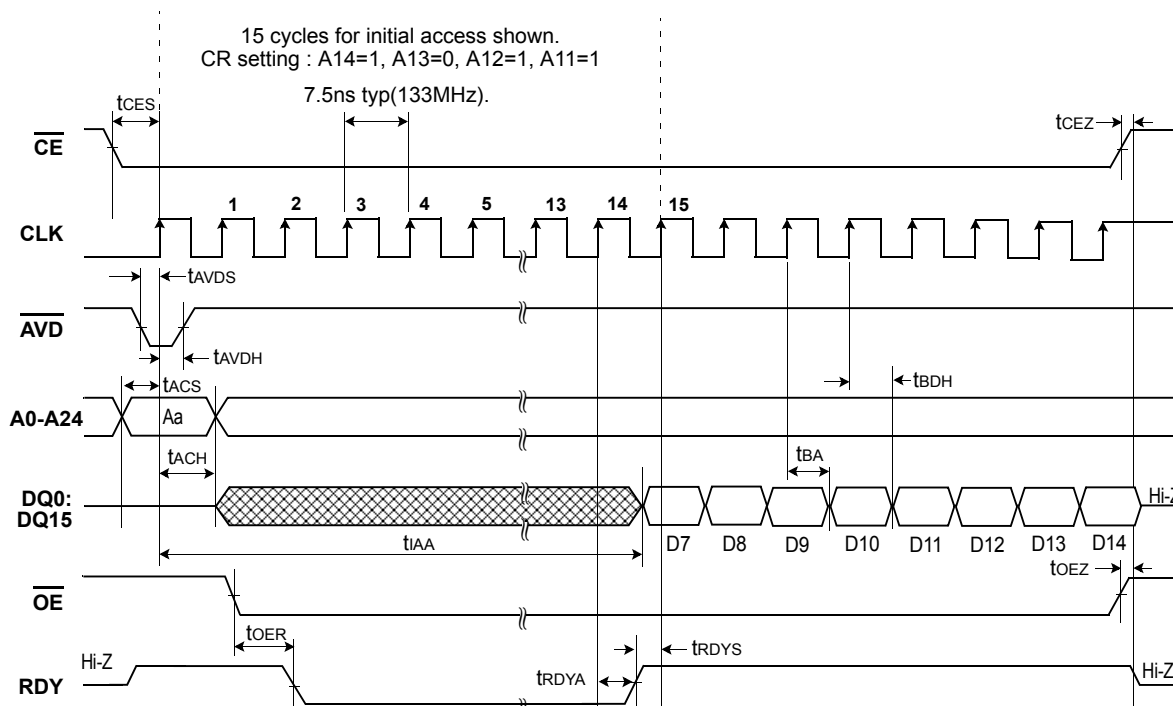 15 cycles for initial access shown.
CR setting : A14=1, A13=0, A12=1, A11=1
7.5ns typ(133MHz).
tCES
tCEZ
CE
1 2 3 4 5 13 14 15
CLK
tAVDS
AVD
tAVDH
tACS
tBDH
A0-A24
Aa
tACH
tBA
DQ0:
DQ15
Hi-Z
D7 D8 D9 D10 D11 D12 D13 D14
tIAA
tOEZ
OE
tOER
tRDYS
Hi-Z
tRDYA
Hi-Z
RDY